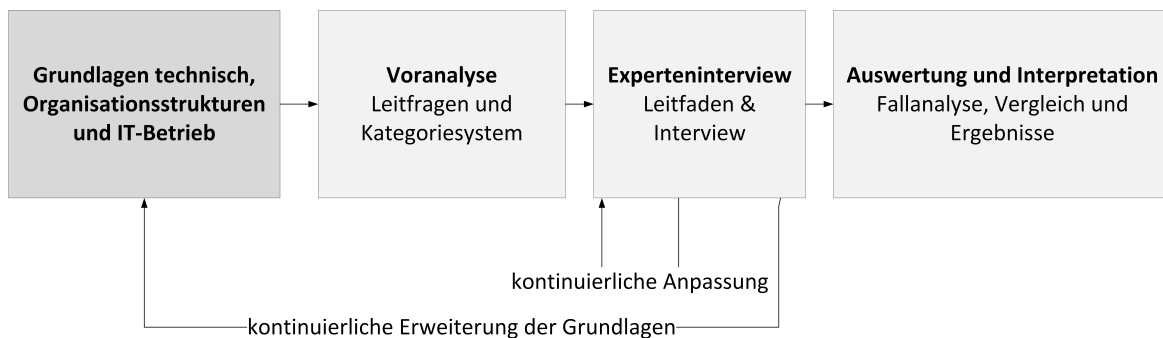 Grundlagen technisch,
Organisationsstrukturen
und IT-Betrieb
Voranalyse
Leitfragen und
Kategoriesystem
Experteninterview
Leitfaden &
Interview
Auswertung und Interpretation
Fallanalyse, Vergleich und
Ergebnisse
kontinuierliche Anpassung
kontinuierliche Erweiterung der Grundlagen